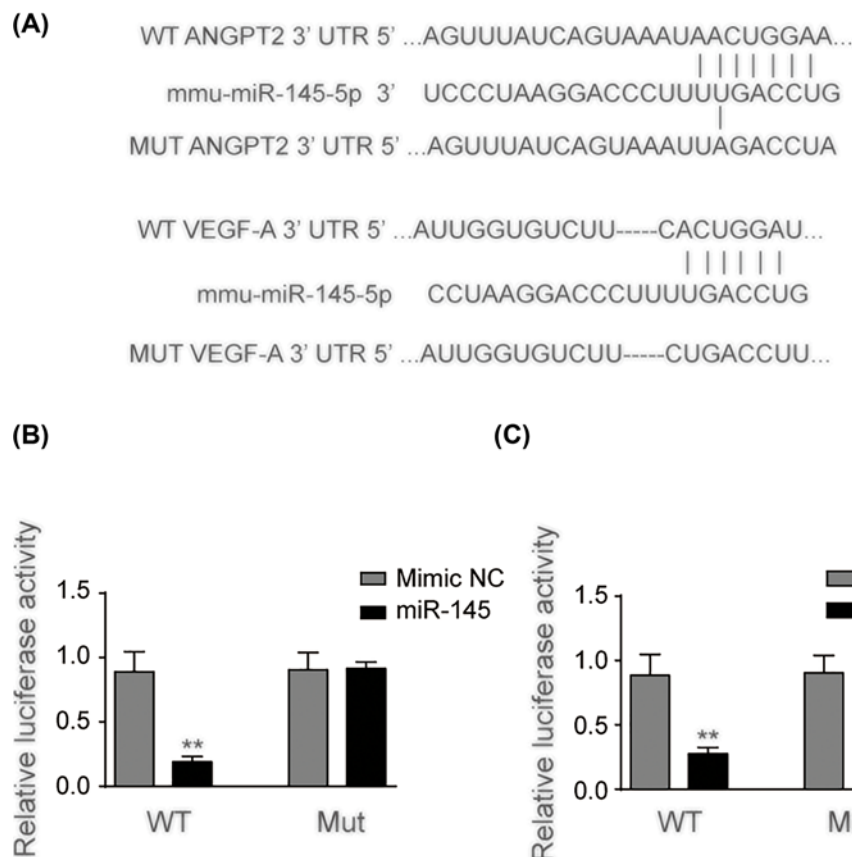 (A)
WT ANGPT2 3’ UTR 5’ ...AGUUUAUCAGUAAAUAACUGGAA...
mmu-miR-145-5p 3’ UCCCUAAGGACCCUUUUGACCUG
MUT ANGPT2 3’ UTR 5’ ...AGUUUAUCAGUAAAUUAGACCUA
WT VEGF-A 3’ UTR 5’ ...AUUGGUGUCUU-----CACUGGAU...
mmu-miR-145-5p CCUAAGGACCCUUUUGACCUG
MUT VEGF-A 3’ UTR 5’ ...AUUGGUGUCUU-----CUGACCUU...
(B)
Relative luciferase activity
Mimic NC
miR-145
1.5
1.0
0.5
0.0
**
WT Mut
(C)
Relative luciferase activity
1.5
1.0
0.5
0.0
**
WT M